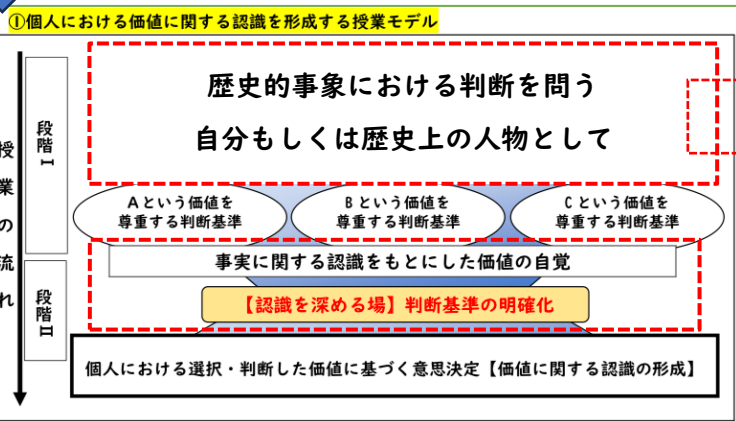 ①個人における価値に関する認識を形成する授業モデル
授業の流れ
段階Ⅰ
歴史的事象における判断を問う
自分もしくは歴史上の人物として
Aという価値を
尊重する判断基準
Bという価値を
尊重する判断基準
Cという価値を
尊重する判断基準
事実に関する認識をもとにした価値の自覚
段階Ⅱ
【認識を深める場】判断基準の明確化
個人における選択・判断した価値に基づく意思決定【価値に関する認識の形成】